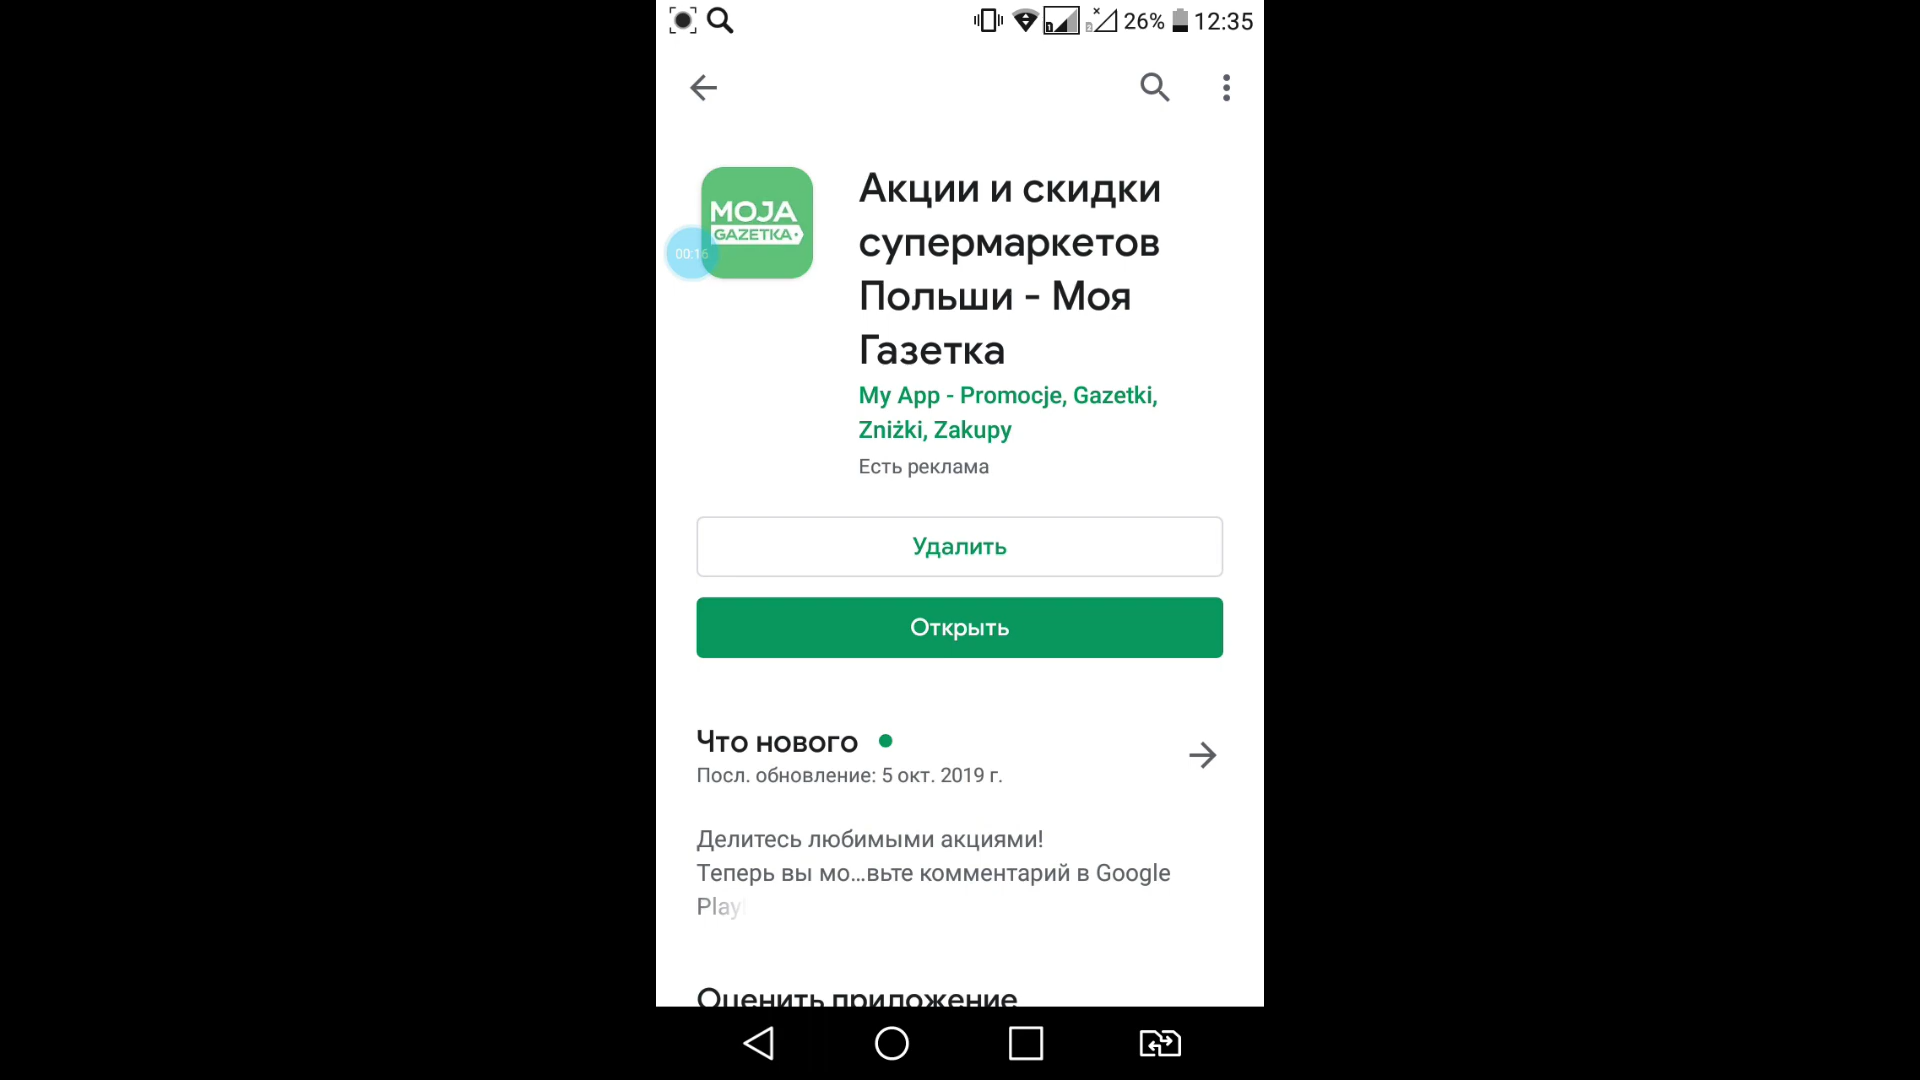 26% 12:35
MOJA
GAZETKA
00:16
Акции и скидки
супермаркетов
Польши - Моя
Газетка
My App - Promocje, Gazetki,
Zniżki, Zakupy
Есть реклама
Удалить
Открыть
Что нового
Посл. обновление: 5 окт. 2019 г.
Делитесь любимыми акциями!
Теперь вы мо...вьте комментарий в Google
Play
Оценить приложение